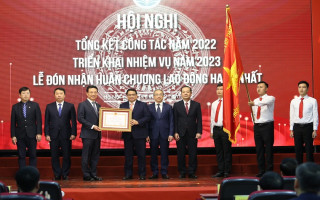 HỘI NGHỊ
TỔNG KẾT CÔNG TÁC NĂM 2022
TRIỂN KHAI NHIỆM VỤ NĂM 2023
LỄ ĐÓN NHẬN HUÂN CHƯƠNG LAO ĐỘNG HẠ NHẤT